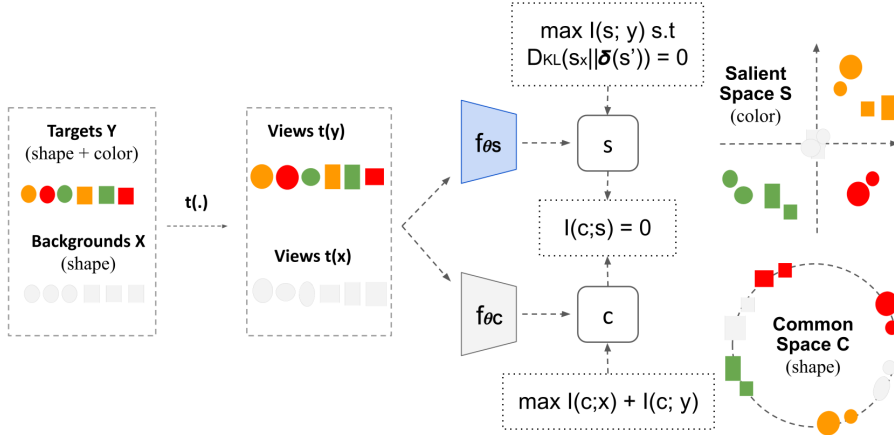 max I(s; y) s.t
DKL(sx||δ(s')) = 0
Targets Y
(shape + color)
Backgrounds X
(shape)
t(.)
Views t(y)
Views t(x)
fθs
s
I(c;s) = 0
fθc
c
max I(c;x) + I(c; y)
Salient
Space S
(color)
Common
Space C
(shape)